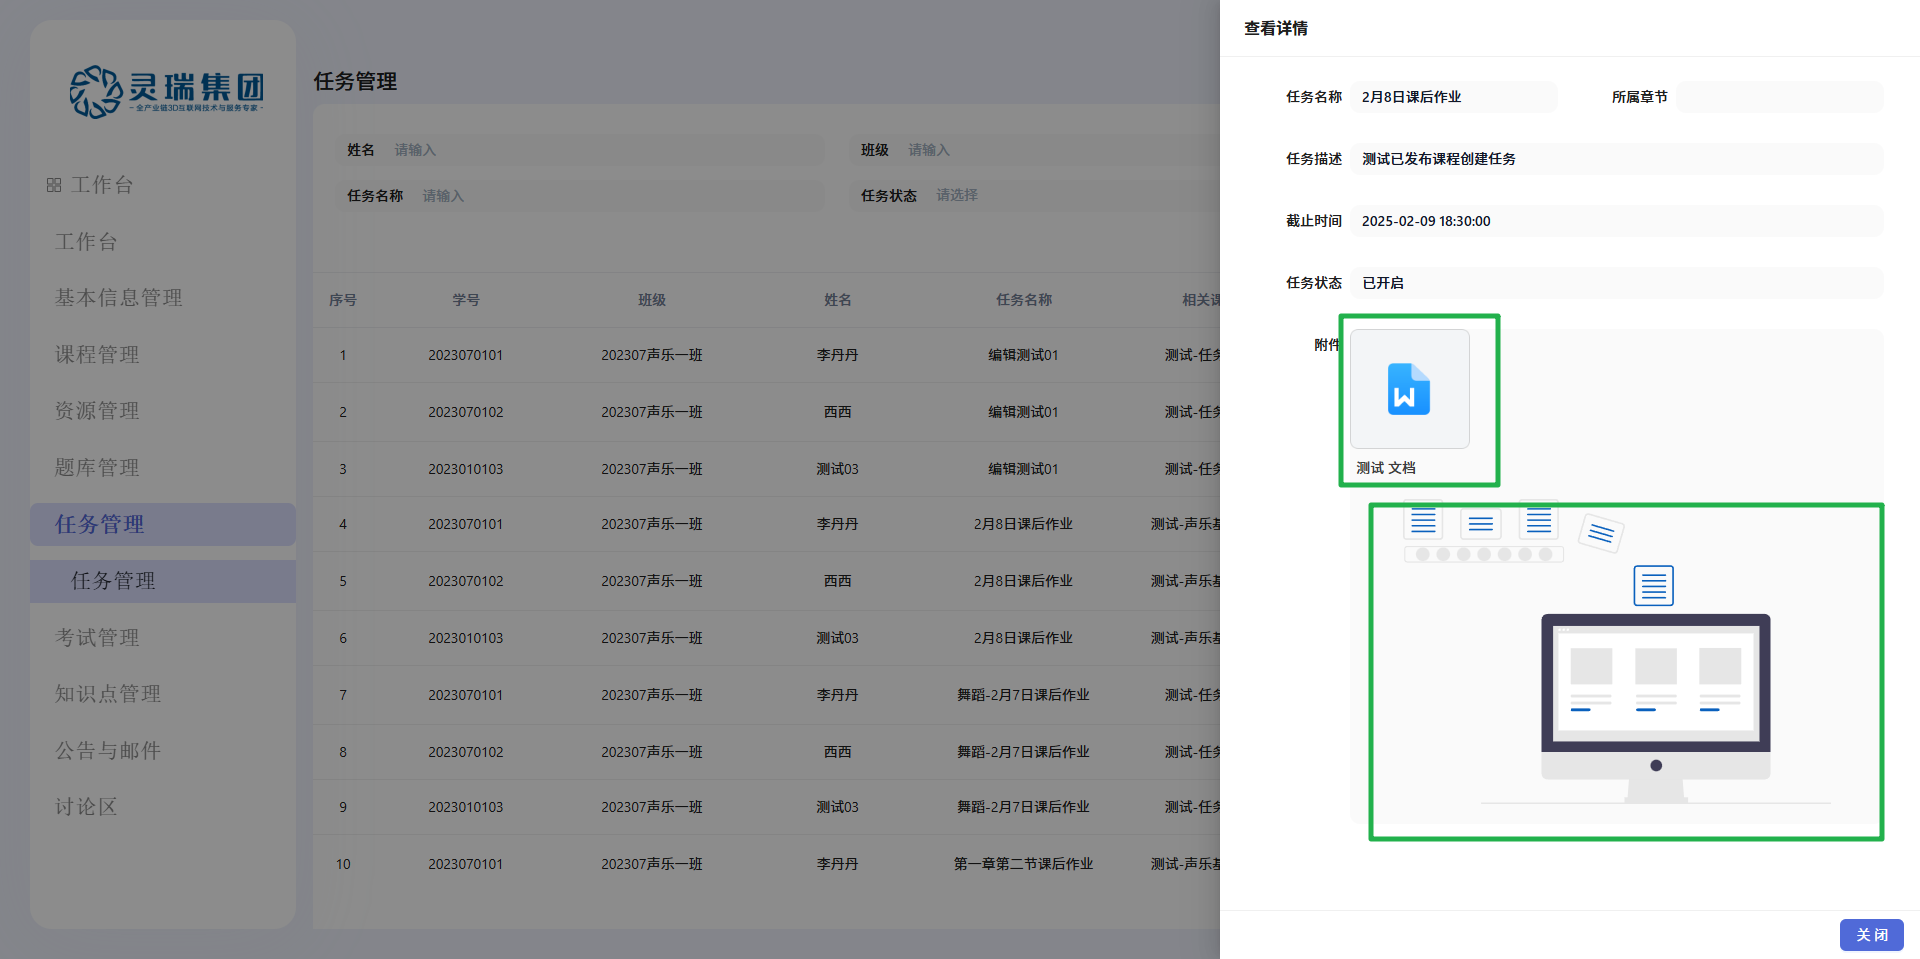 灵瑞集团
- 全产业链3D互联网技术与服务专家 -
工作台
工作台
基本信息管理
课程管理
资源管理
题库管理
任务管理
任务管理
考试管理
知识点管理
公告与邮件
讨论区
任务管理
姓名 请输入 班级 请输入
任务名称 请输入 任务状态 请选择
序号 学号 班级 姓名 任务名称 相关课
1 2023070101 202307声乐一班 李丹丹 编辑测试01 测试-任务
2 2023070102 202307声乐一班 西西 编辑测试01 测试-任务
3 2023010103 202307声乐一班 测试03 编辑测试01 测试-任务
4 2023070101 202307声乐一班 李丹丹 2月8日课后作业 测试-声乐基
5 2023070102 202307声乐一班 西西 2月8日课后作业 测试-声乐基
6 2023010103 202307声乐一班 测试03 2月8日课后作业 测试-声乐基
7 2023070101 202307声乐一班 李丹丹 舞蹈-2月7日课后作业 测试-任务
8 2023070102 202307声乐一班 西西 舞蹈-2月7日课后作业 测试-任务
9 2023010103 202307声乐一班 测试03 舞蹈-2月7日课后作业 测试-任务
10 2023070101 202307声乐一班 李丹丹 第一章第二节课后作业 测试-声乐基
查看详情
任务名称 2月8日课后作业 所属章节
任务描述 测试已发布课程创建任务
截止时间 2025-02-09 18:30:00
任务状态 已开启
附件
W
测试 文档
关 闭